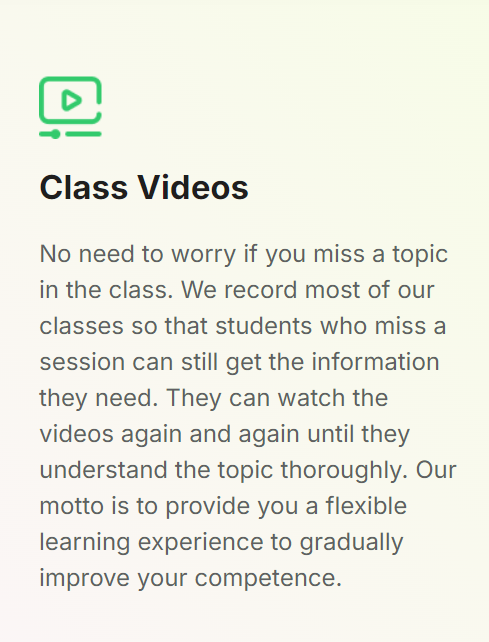 Class Videos
No need to worry if you miss a topic
in the class. We record most of our
classes so that students who miss a
session can still get the information
they need. They can watch the
videos again and again until they
understand the topic thoroughly. Our
motto is to provide you a flexible
learning experience to gradually
improve your competence.